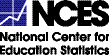 NCES
National Center for
Education Statistics